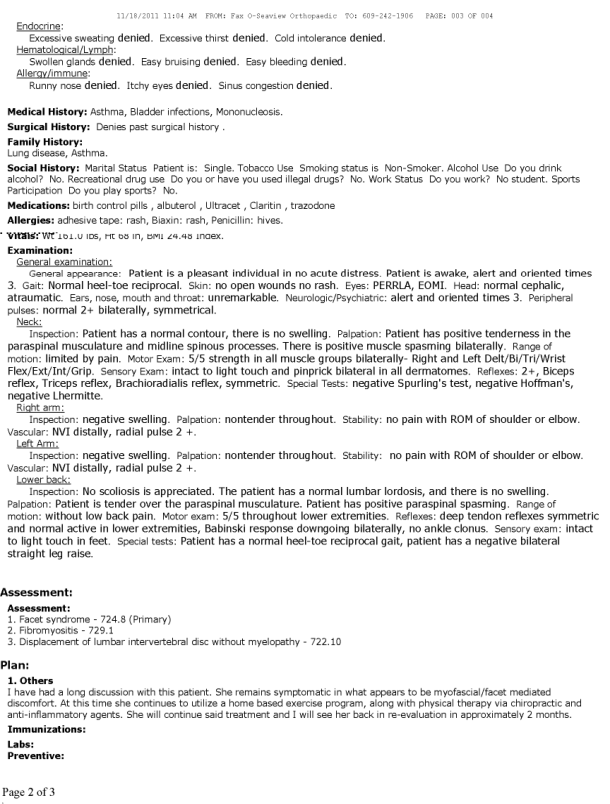 11/18/2011 11:04 AM FROM: Fax O-Seaview Orthopaedic TO: 609-242-1906 PAGE: 003 OF 004
Endocrine:
Excessive sweating denied. Excessive thirst denied. Cold intolerance denied.
Hematological/Lymph:
Swollen glands denied. Easy bruising denied. Easy bleeding denied.
Allergy/immune:
Runny nose denied. Itchy eyes denied. Sinus congestion denied.
Medical History: Asthma, Bladder infections, Mononucleosis.
Surgical History: Denies past surgical history .
Family History:
Lung disease, Asthma.
Social History: Marital Status Patient is: Single. Tobacco Use Smoking status is Non-Smoker. Alcohol Use Do you drink
alcohol? No. Recreational drug use Do you or have you used illegal drugs? No. Work Status Do you work? No student. Sports
Participation Do you play sports? No.
Medications: birth control pills , albuterol , Ultracet , Claritin , trazodone
Allergies: adhesive tape: rash, Biaxin: rash, Penicillin: hives.
Vitals: Wt 161.0 lbs, Ht 68 in, BMI 24.48 Index.
Examination:
General examination:
General appearance: Patient is a pleasant individual in no acute distress. Patient is awake, alert and oriented times
3. Gait: Normal heel-toe reciprocal. Skin: no open wounds no rash. Eyes: PERRLA, EOMI. Head: normal cephalic,
atraumatic. Ears, nose, mouth and throat: unremarkable. Neurologic/Psychiatric: alert and oriented times 3. Peripheral
pulses: normal 2+ bilaterally, symmetrical.
Neck:
Inspection: Patient has a normal contour, there is no swelling. Palpation: Patient has positive tenderness in the
paraspinal musculature and midline spinous processes. There is positive muscle spasming bilaterally. Range of
motion: limited by pain. Motor Exam: 5/5 strength in all muscle groups bilaterally- Right and Left Delt/Bi/Tri/Wrist
Flex/Ext/Int/Grip. Sensory Exam: intact to light touch and pinprick bilateral in all dermatomes. Reflexes: 2+, Biceps
reflex, Triceps reflex, Brachioradialis reflex, symmetric. Special Tests: negative Spurling's test, negative Hoffman's,
negative Lhermitte.
Right arm:
Inspection: negative swelling. Palpation: nontender throughout. Stability: no pain with ROM of shoulder or elbow.
Vascular: NVI distally, radial pulse 2 +.
Left Arm:
Inspection: negative swelling. Palpation: nontender throughout. Stability: no pain with ROM of shoulder or elbow.
Vascular: NVI distally, radial pulse 2 +.
Lower back:
Inspection: No scoliosis is appreciated. The patient has a normal lumbar lordosis, and there is no swelling.
Palpation: Patient is tender over the paraspinal musculature. Patient has positive paraspinal spasming. Range of
motion: without low back pain. Motor exam: 5/5 throughout lower extremities. Reflexes: deep tendon reflexes symmetric
and normal active in lower extremities, Babinski response downgoing bilaterally, no ankle clonus. Sensory exam: intact
to light touch in feet. Special tests: Patient has a normal heel-toe reciprocal gait, patient has a negative bilateral
straight leg raise.
Assessment:
Assessment:
1. Facet syndrome - 724.8 (Primary)
2. Fibromyositis - 729.1
3. Displacement of lumbar intervertebral disc without myelopathy - 722.10
Plan:
1. Others
I have had a long discussion with this patient. She remains symptomatic in what appears to be myofascial/facet mediated
discomfort. At this time she continues to utilize a home based exercise program, along with physical therapy via chiropractic and
anti-inflammatory agents. She will continue said treatment and I will see her back in re-evaluation in approximately 2 months.
Immunizations:
Labs:
Preventive:
Page 2 of 3